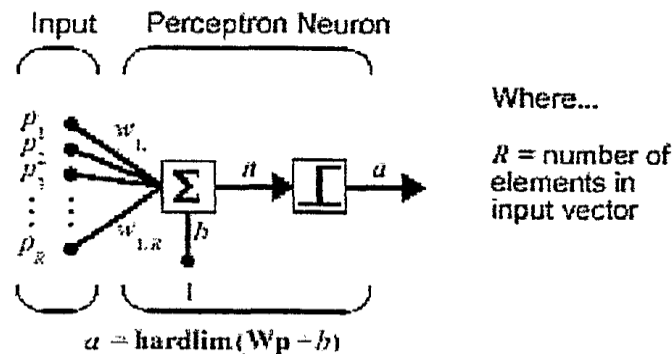 Input Perceptron Neuron
p1
p2
p3
w1,1
Σ n a
pR
w1,R
b
1
a = hardlim(Wp + b)
Where...
R = number of
elements in
input vector